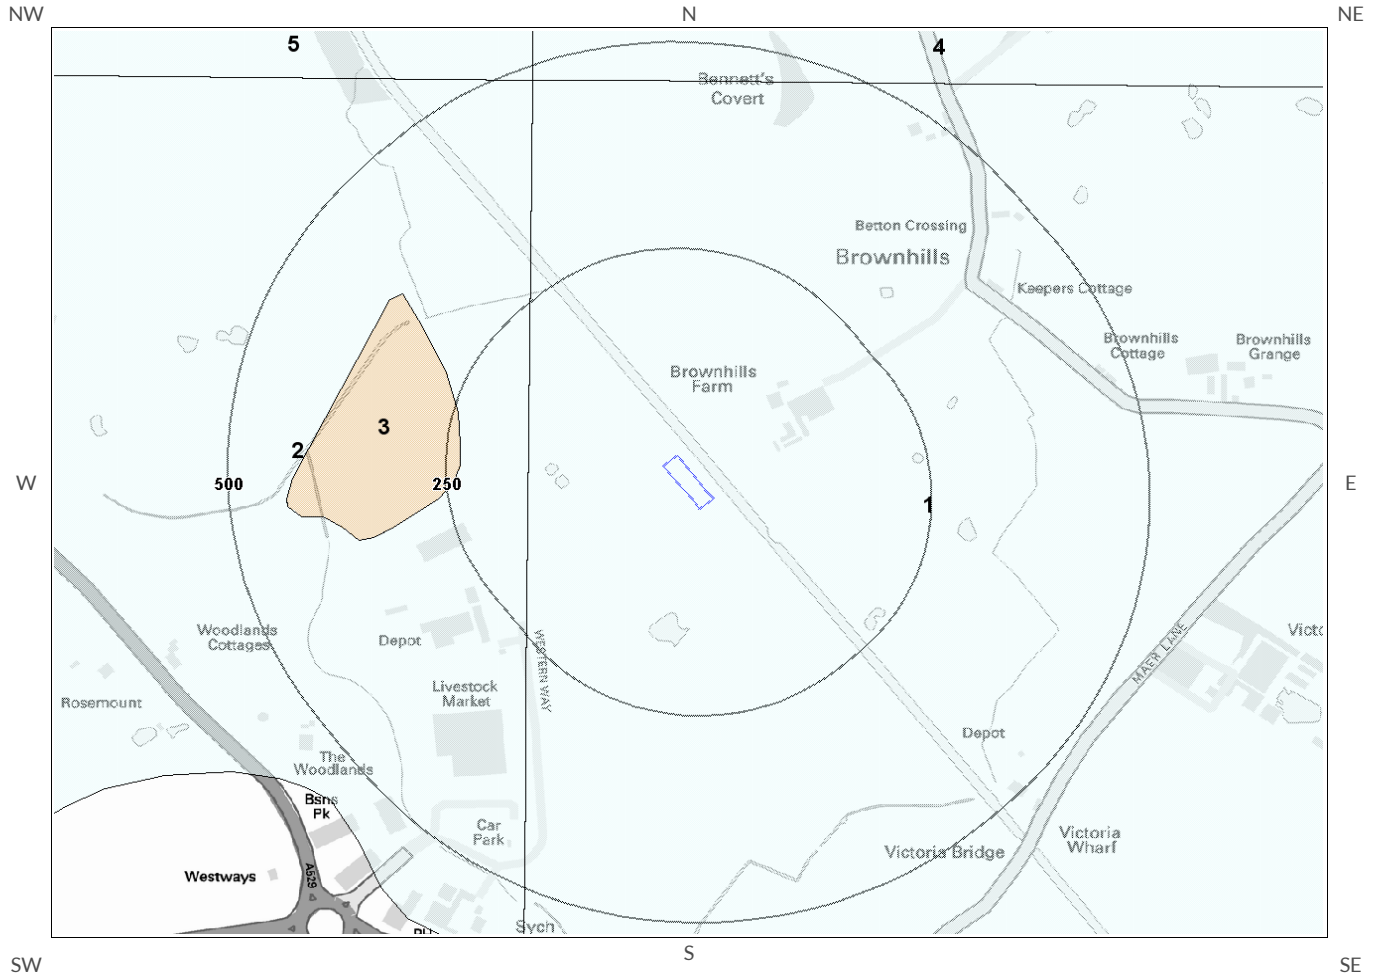 NW
N
NE
5
4
Bennett's
Covert
Betton Crossing
Brownhills
Keepers Cottage
Brownhills
Cottage
Brownhills
Grange
Brownhills
Farm
3
2
W
500
250
1
E
WESTERN WAY
Woodlands
Cottages
Depot
MAER LANE
Rosemount
Livestock
Market
Depot
The
Woodlands
Bsns
Pk
Car
Park
Victoria Bridge
Victoria
Wharf
Westways
A529
Sych
SW
S
SE